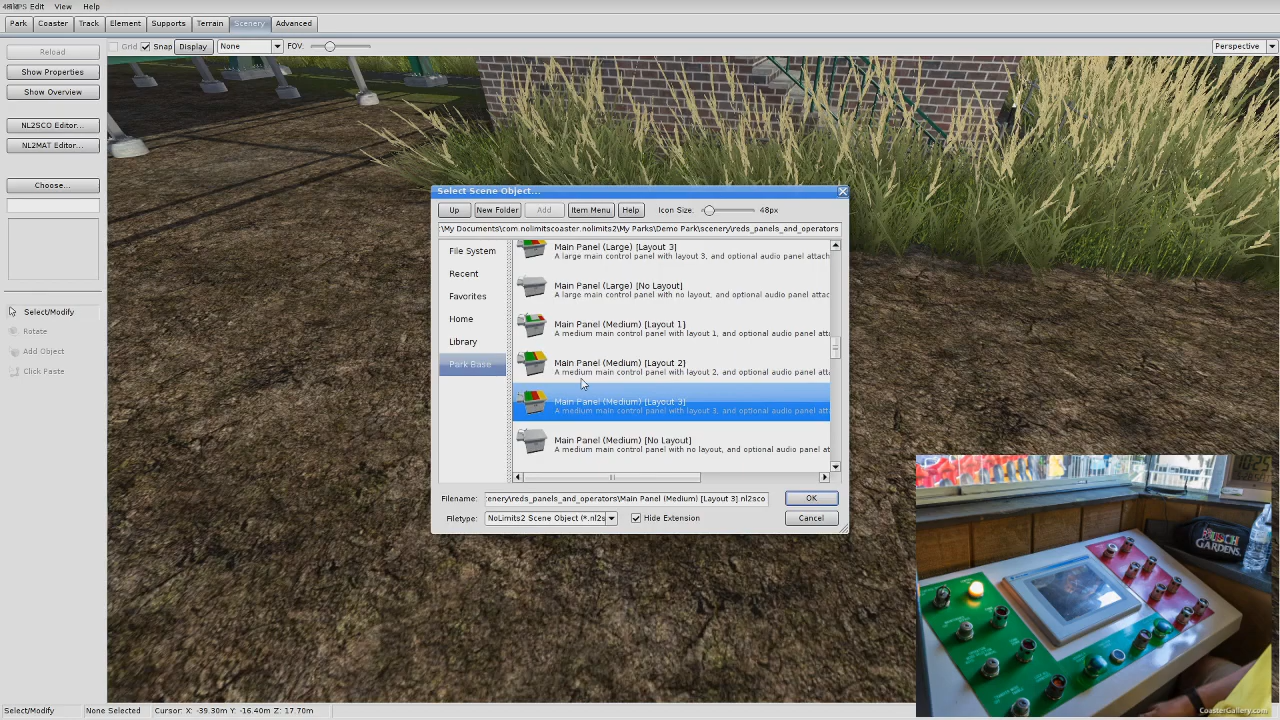 Edit View Help
Park Coaster Track Element Supports Terrain Scenery Advanced
Reload Grid Snap Display None FOV: Perspective
Show Properties
Show Overview
NL2SCO Editor...
NL2MAT Editor...
Choose...
Select/Modify
Rotate
Add Object
Click Paste
Select Scene Object...
Up New Folder Add Item Menu Help Icon Size: 48px
:\My Documents\com.nolimitscoaster.nolimits2\My Parks\Demo Park\scenery\reds_panels_and_operators
File System
Recent
Favorites
Home
Library
Park Base
Main Panel (Large) [Layout 3]
A large main control panel with layout 3, and optional audio panel attach
Main Panel (Large) [No Layout]
A large main control panel with no layout, and optional audio panel attac
Main Panel (Medium) [Layout 1]
A medium main control panel with layout 1, and optional audio panel atta
Main Panel (Medium) [Layout 2]
A medium main control panel with layout 2, and optional audio panel atta
Main Panel (Medium) [Layout 3]
A medium main control panel with layout 3, and optional audio panel atta
Main Panel (Medium) [No Layout]
A medium main control panel with no layout, and optional audio panel att
Filename: enery\reds_panels_and_operators\Main Panel (Medium) [Layout 3].nl2sco
OK
Filetype: NoLimits2 Scene Object (*.nl2s Hide Extension
Cancel
BUSCH
GARDENS
CoasterGallery.com
Select/Modify None Selected Cursor: X: -39.30m Y: -16.40m Z: 17.70m